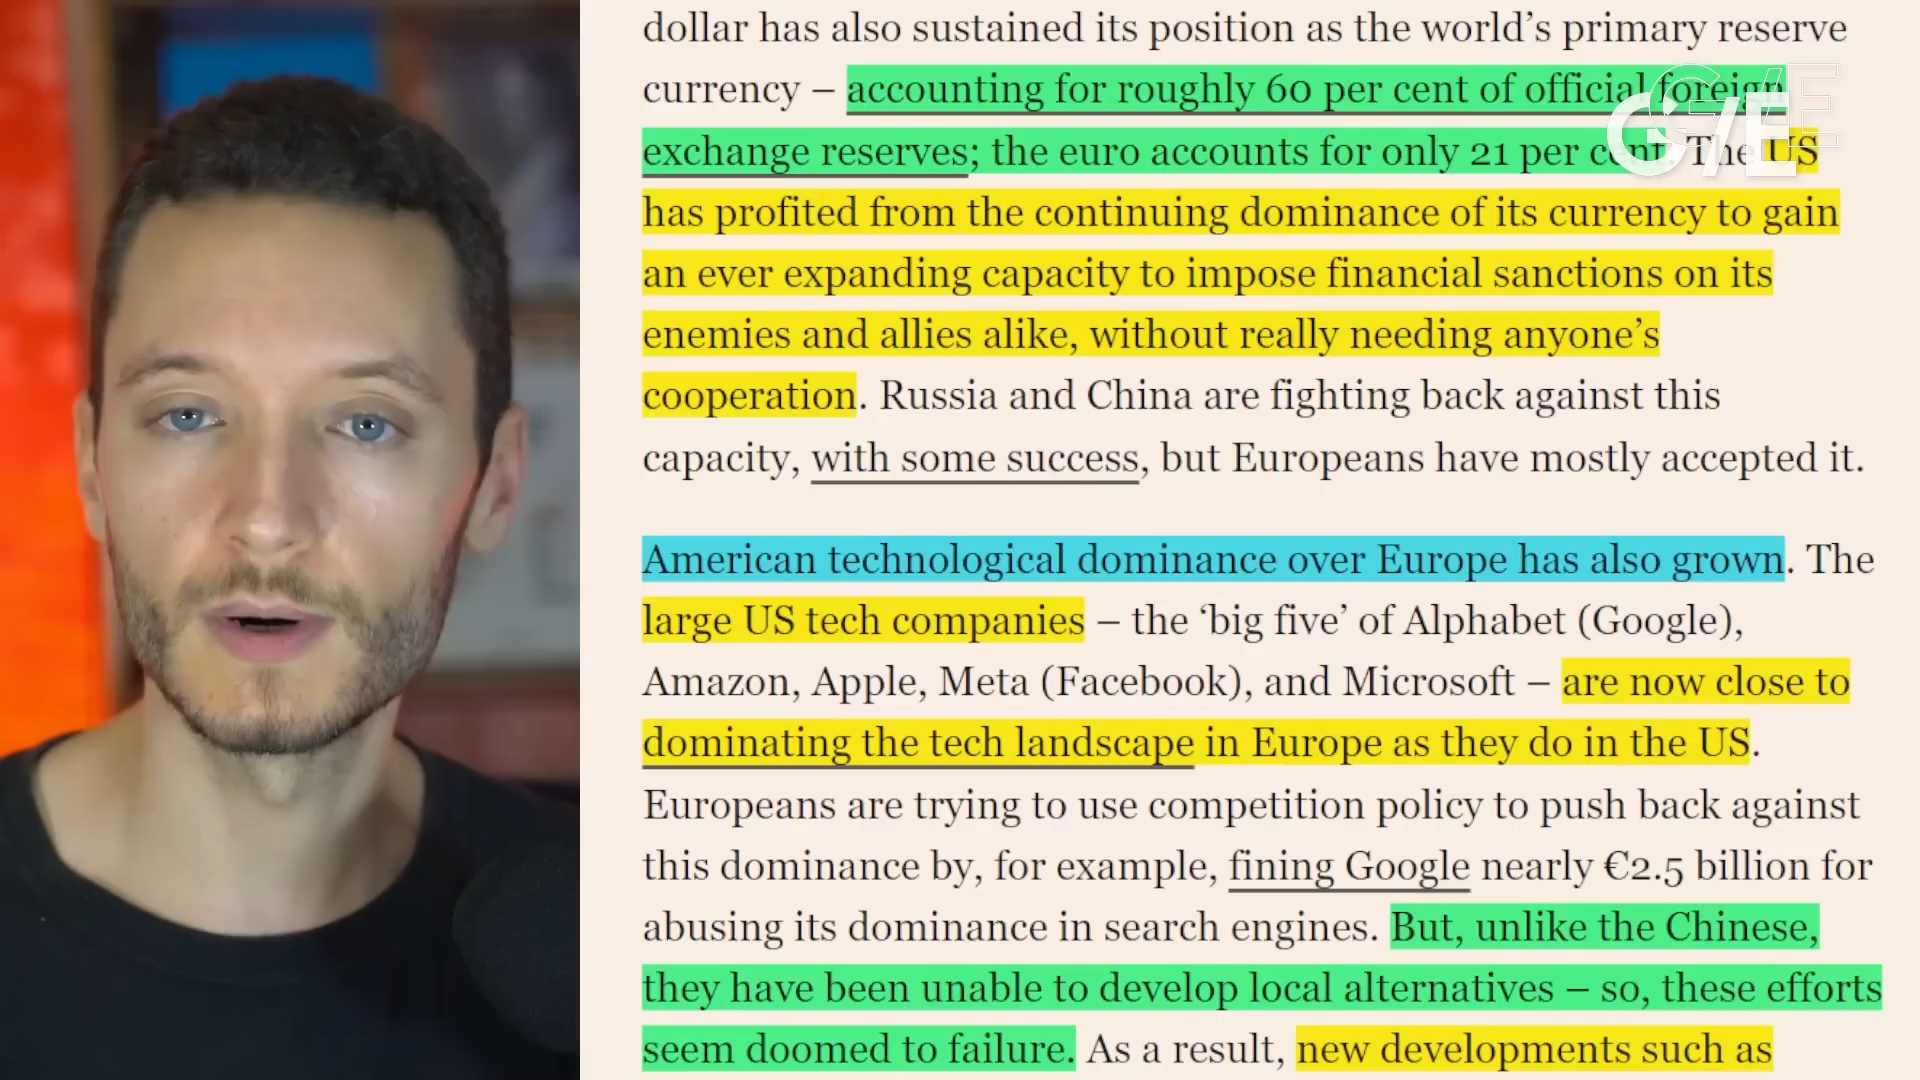 dollar has also sustained its position as the world’s primary reserve
currency – accounting for roughly 60 per cent of official foreign
exchange reserves; the euro accounts for only 21 per cent. The US
has profited from the continuing dominance of its currency to gain
an ever expanding capacity to impose financial sanctions on its
enemies and allies alike, without really needing anyone’s
cooperation. Russia and China are fighting back against this
capacity, with some success, but Europeans have mostly accepted it.
American technological dominance over Europe has also grown. The
large US tech companies – the ‘big five’ of Alphabet (Google),
Amazon, Apple, Meta (Facebook), and Microsoft – are now close to
dominating the tech landscape in Europe as they do in the US.
Europeans are trying to use competition policy to push back against
this dominance by, for example, fining Google nearly €2.5 billion for
abusing its dominance in search engines. But, unlike the Chinese,
they have been unable to develop local alternatives – so, these efforts
seem doomed to failure. As a result, new developments such as